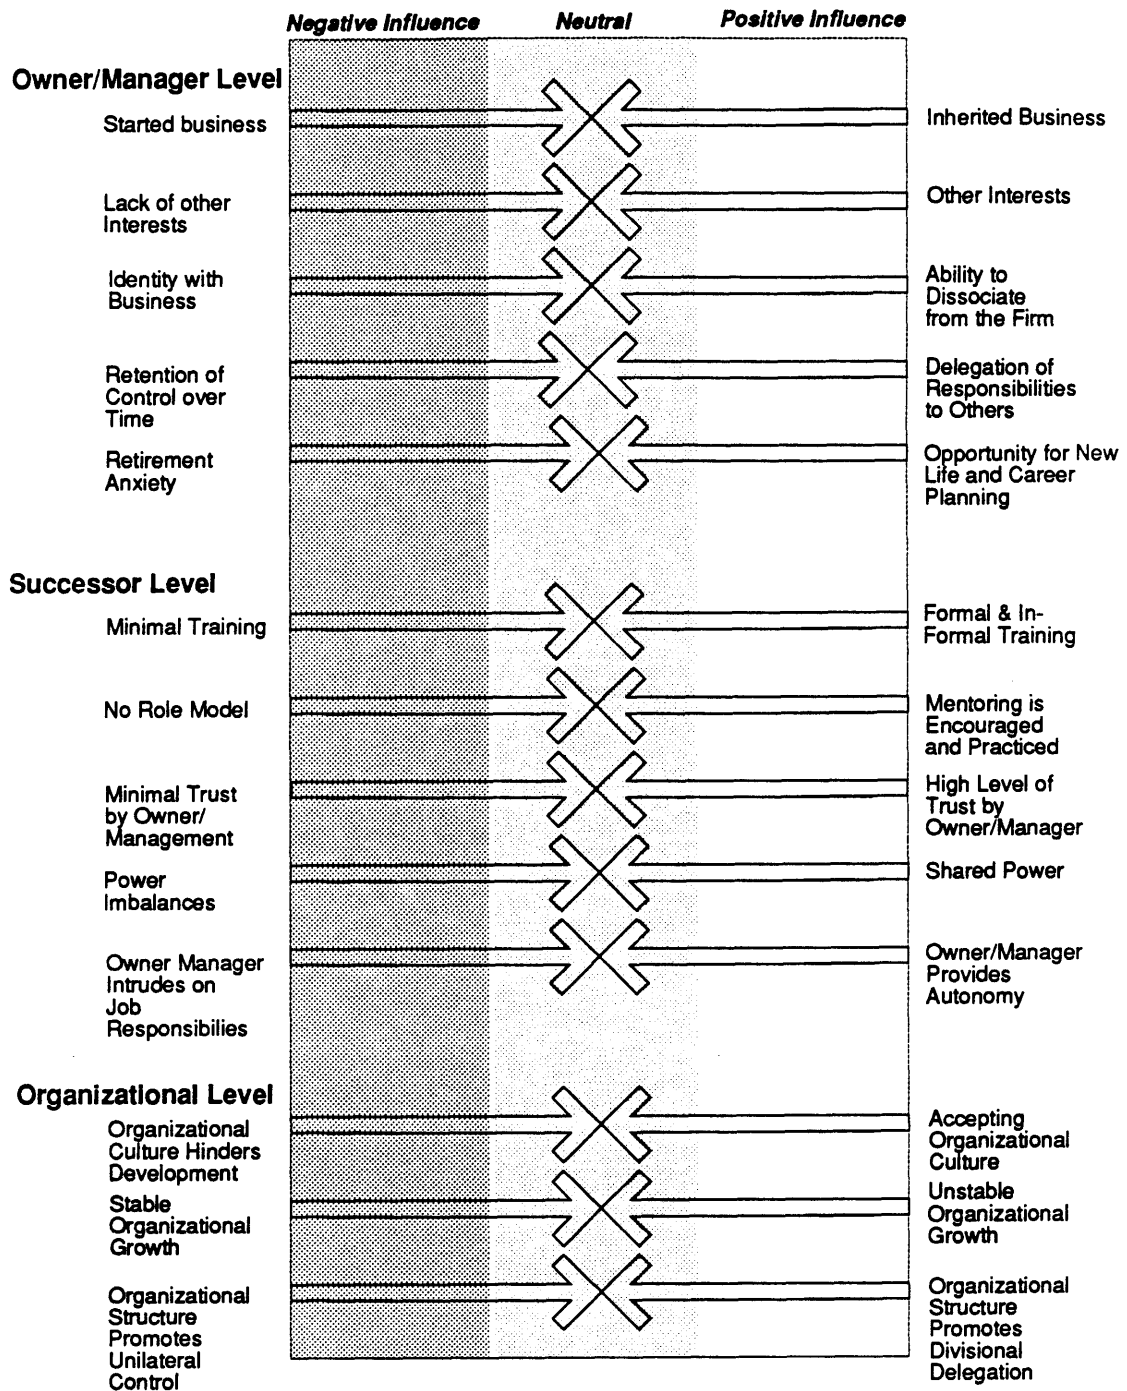 Negative Influence Neutral Positive Influence
Owner/Manager Level
Started business
Inherited Business
Lack of other
Interests
Other Interests
Identity with
Business
Ability to
Dissociate
from the Firm
Retention of
Control over
Time
Delegation of
Responsibilities
to Others
Retirement
Anxiety
Opportunity for New
Life and Career
Planning
Successor Level
Minimal Training
Formal & In-
Formal Training
No Role Model
Mentoring is
Encouraged
and Practiced
Minimal Trust
by Owner/
Management
High Level of
Trust by
Owner/Manager
Power
Imbalances
Shared Power
Owner Manager
Intrudes on
Job
Responsibilies
Owner/Manager
Provides
Autonomy
Organizational Level
Organizational
Culture Hinders
Development
Accepting
Organizational
Culture
Stable
Organizational
Growth
Unstable
Organizational
Growth
Organizational
Structure
Promotes
Unilateral
Control
Organizational
Structure
Promotes
Divisional
Delegation